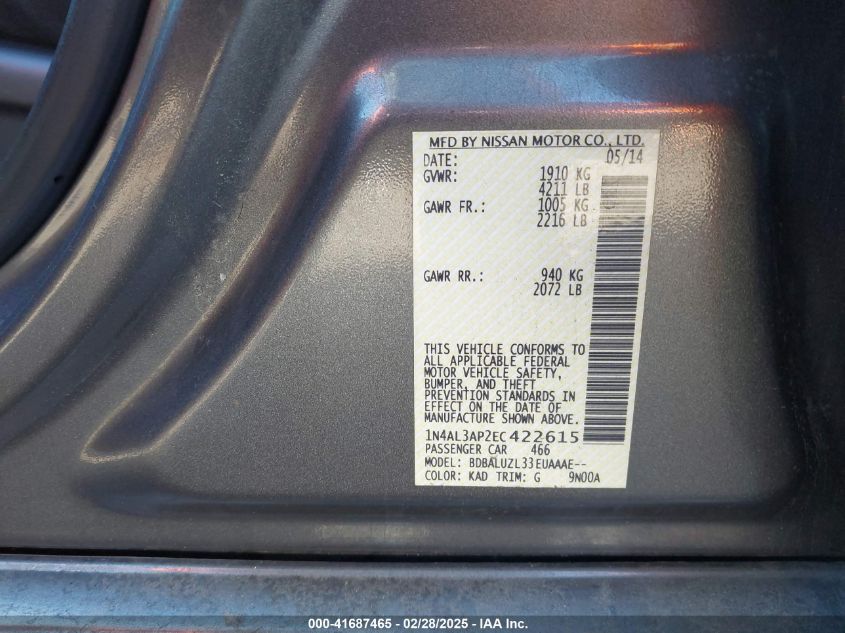 MFD BY NISSAN MOTOR CO., LTD.
DATE: 05/14
GVWR: 1910 KG
4211 LB
GAWR FR.: 1005 KG
2216 LB
GAWR RR.: 940 KG
2072 LB
THIS VEHICLE CONFORMS TO
ALL APPLICABLE FEDERAL
MOTOR VEHICLE SAFETY,
BUMPER, AND THEFT
PREVENTION STANDARDS IN
EFFECT ON THE DATE OF
MANUFACTURE SHOWN ABOVE.
1N4AL3AP2EC422615
PASSENGER CAR 466
MODEL: BDBALUZL33EUAAAE--
COLOR: KAD TRIM: G 9N00A
000-41687465 - 02/28/2025 - IAA Inc.